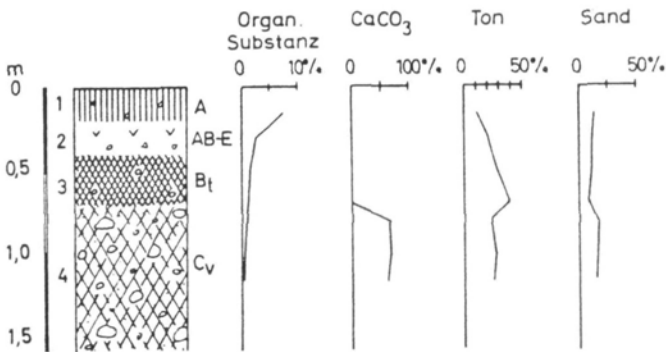 Organ. Substanz
CaCO₃
Ton
Sand
m
0 10%
0 100%
0 50%
0 50%
0
1 A
2 AB-E
0,5
3 Bt
1,0
4 Cv
1,5